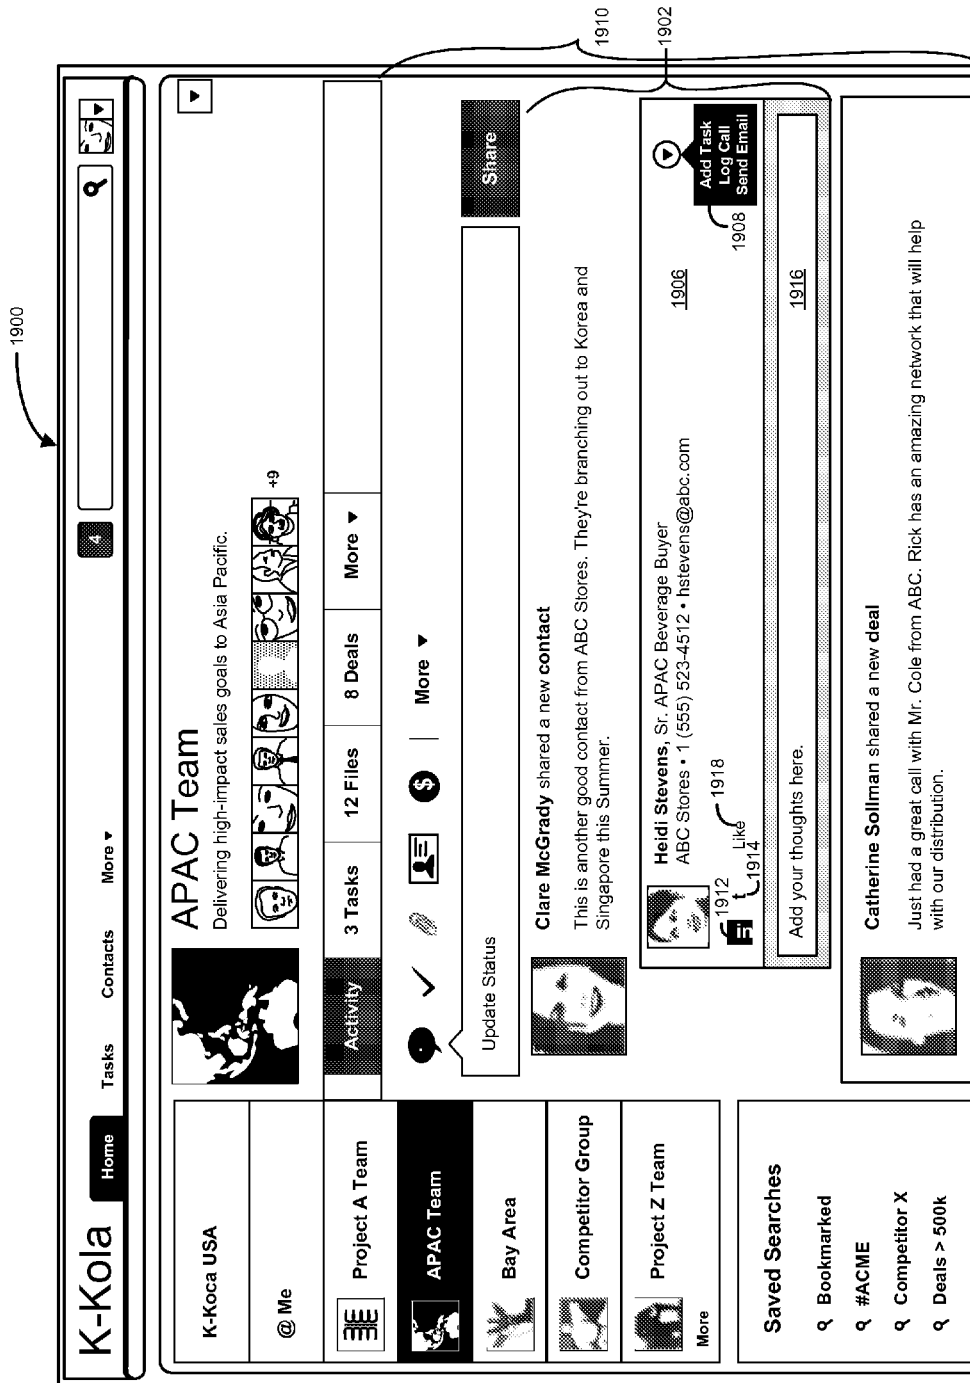 1900
K-Kola
Home
Tasks
Contacts
More
4
K-Koca USA
@ Me
Project A Team
APAC Team
Bay Area
Competitor Group
Project Z Team
More
Saved Searches
Bookmarked
#ACME
Competitor X
Deals > 500k
APAC Team
Delivering high-impact sales goals to Asia Pacific.
+9
Activity
3 Tasks
12 Files
8 Deals
More
$
More
Update Status
Share
Clare McGrady shared a new contact
This is another good contact from ABC Stores. They're branching out to Korea and
Singapore this Summer.
Heidi Stevens, Sr. APAC Beverage Buyer
ABC Stores • 1 (555) 523-4512 • hstevens@abc.com
in
t
Like
1912
1914
1918
1906
1908
Add Task
Log Call
Send Email
Add your thoughts here.
1916
Catherine Sollman shared a new deal
Just had a great call with Mr. Cole from ABC. Rick has an amazing network that will help
with our distribution.
1910
1902